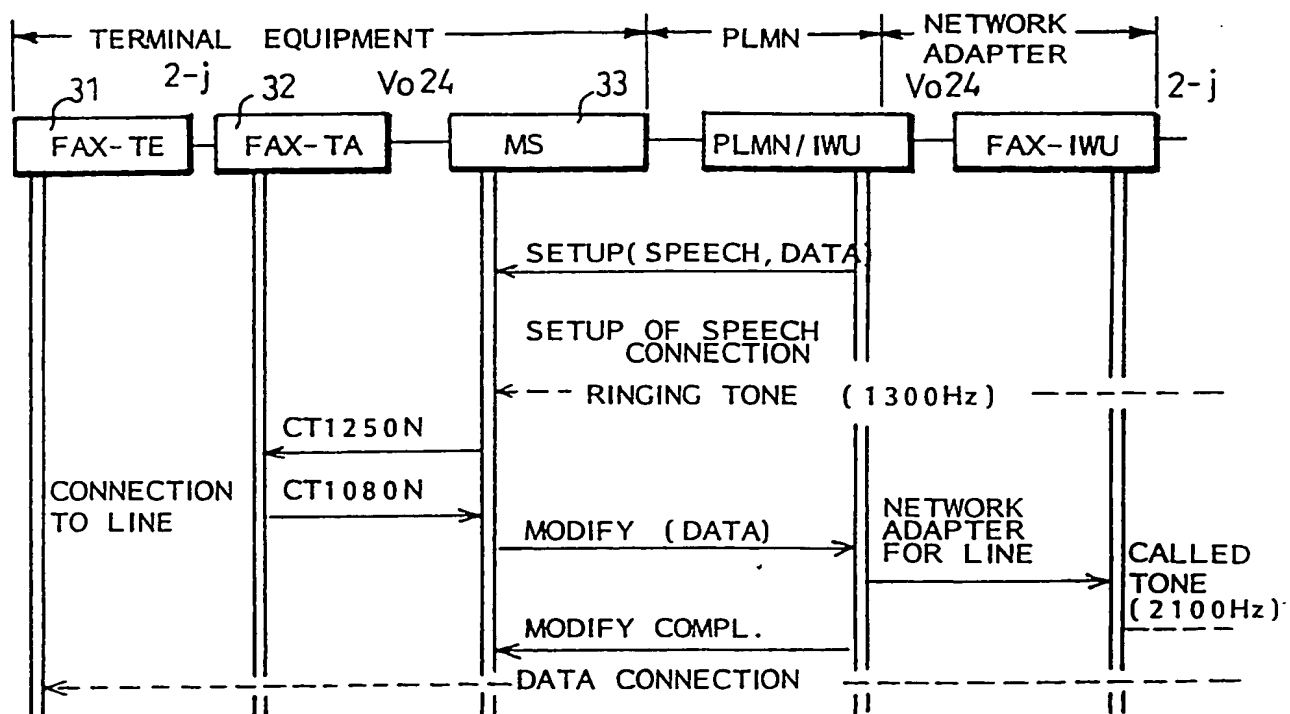 TERMINAL EQUIPMENT
PLMN
NETWORK
ADAPTER
31
2-j
32
Vo24
33
Vo24
2-j
FAX-TE
FAX-TA
MS
PLMN/IWU
FAX-IWU
SETUP(SPEECH, DATA)
SETUP OF SPEECH
CONNECTION
RINGING TONE (1300Hz)
CT1250N
CONNECTION
TO LINE
CT1080N
MODIFY (DATA)
NETWORK
ADAPTER
FOR LINE
CALLED
TONE
(2100Hz)
MODIFY COMPL.
DATA CONNECTION